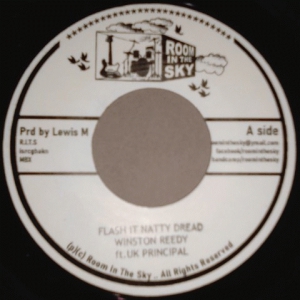 ROOM
IN THE
SKY
Prd by Lewis M
R.I.T.S
MBX
A side
FLASH IT NATTY DREAD
WINSTON REEDY
ft. UK PRINCIPAL
(p)(c) Room In The Sky .. All Rights Reserved